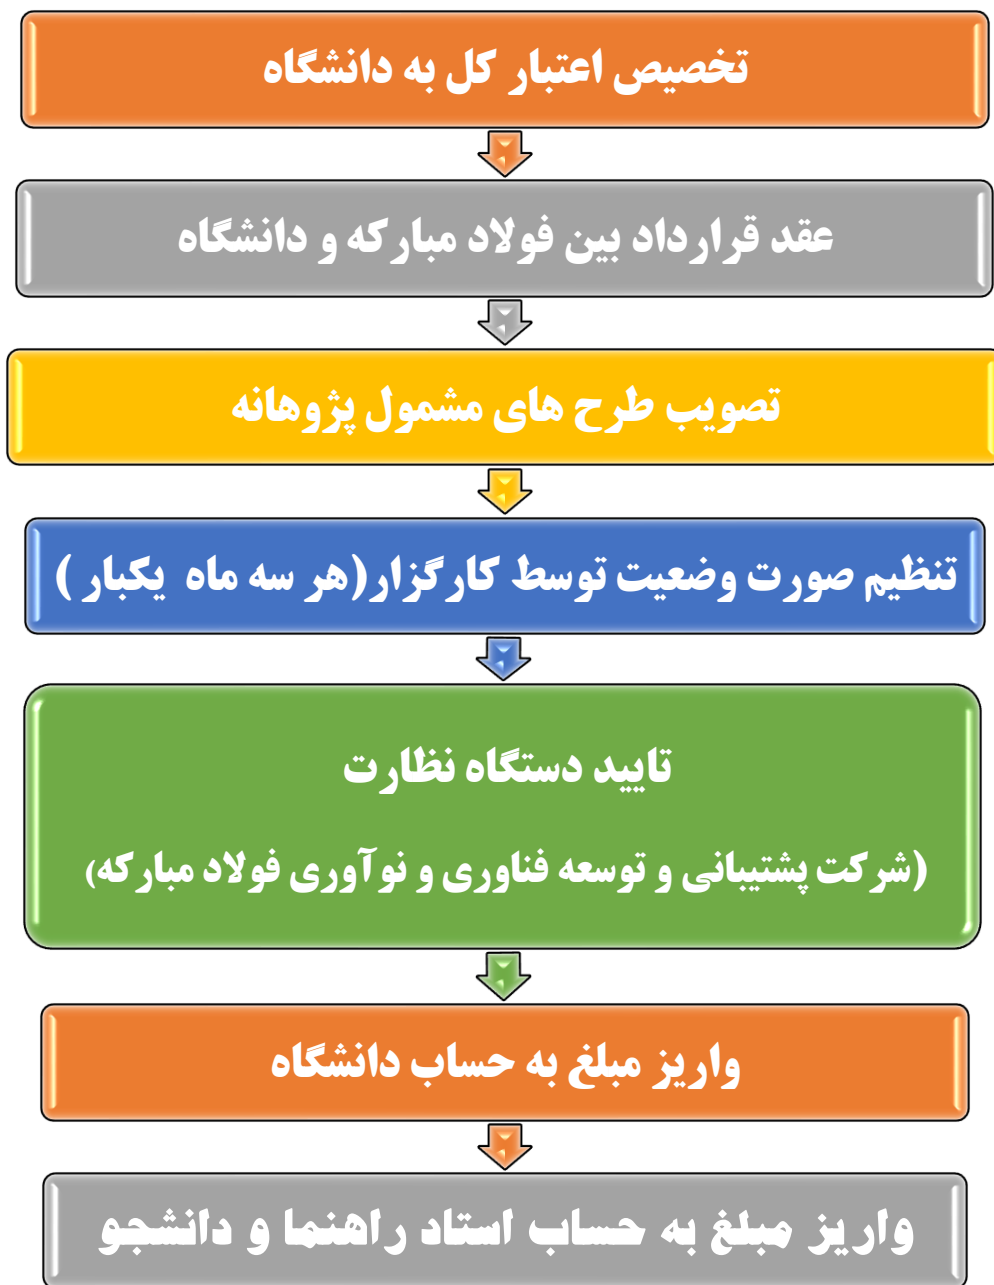 تخصیص اعتبار کل به دانشگاه
عقد قرارداد بین فولاد مبارکه و دانشگاه
تصویب طرح های مشمول پژوهانه
تنظیم صورت وضعیت توسط کارگزار(هر سه ماه یکبار )
تایید دستگاه نظارت
(شرکت پشتیبانی و توسعه فناوری و نوآوری فولاد مبارکه)
واریز مبلغ به حساب دانشگاه
واریز مبلغ به حساب استاد راهنما و دانشجو